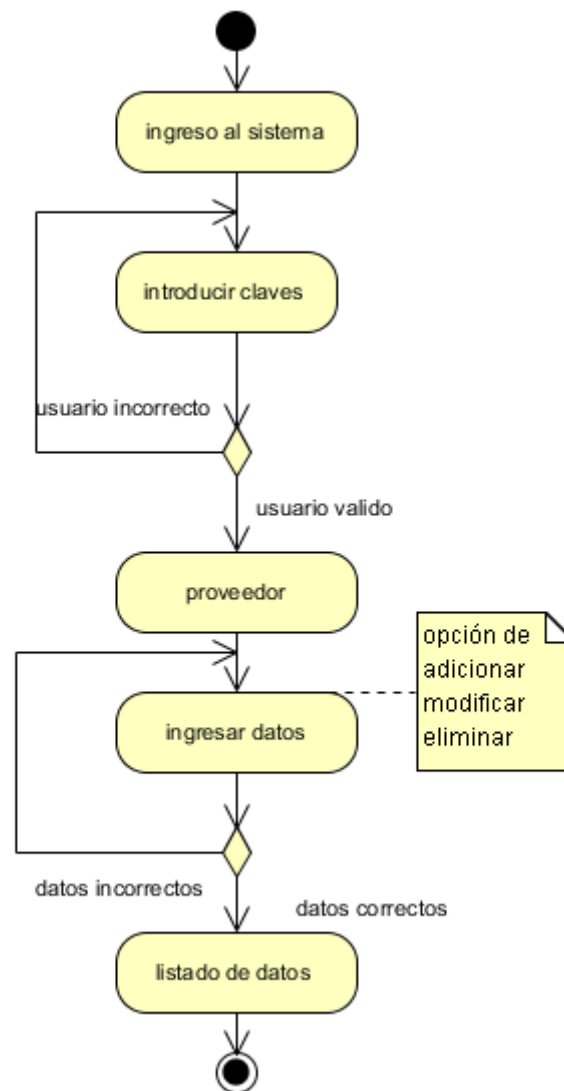 ingreso al sistema
introducir claves
usuario incorrecto
usuario valido
proveedor
opción de
adicionar
modificar
eliminar
ingresar datos
datos incorrectos
datos correctos
listado de datos